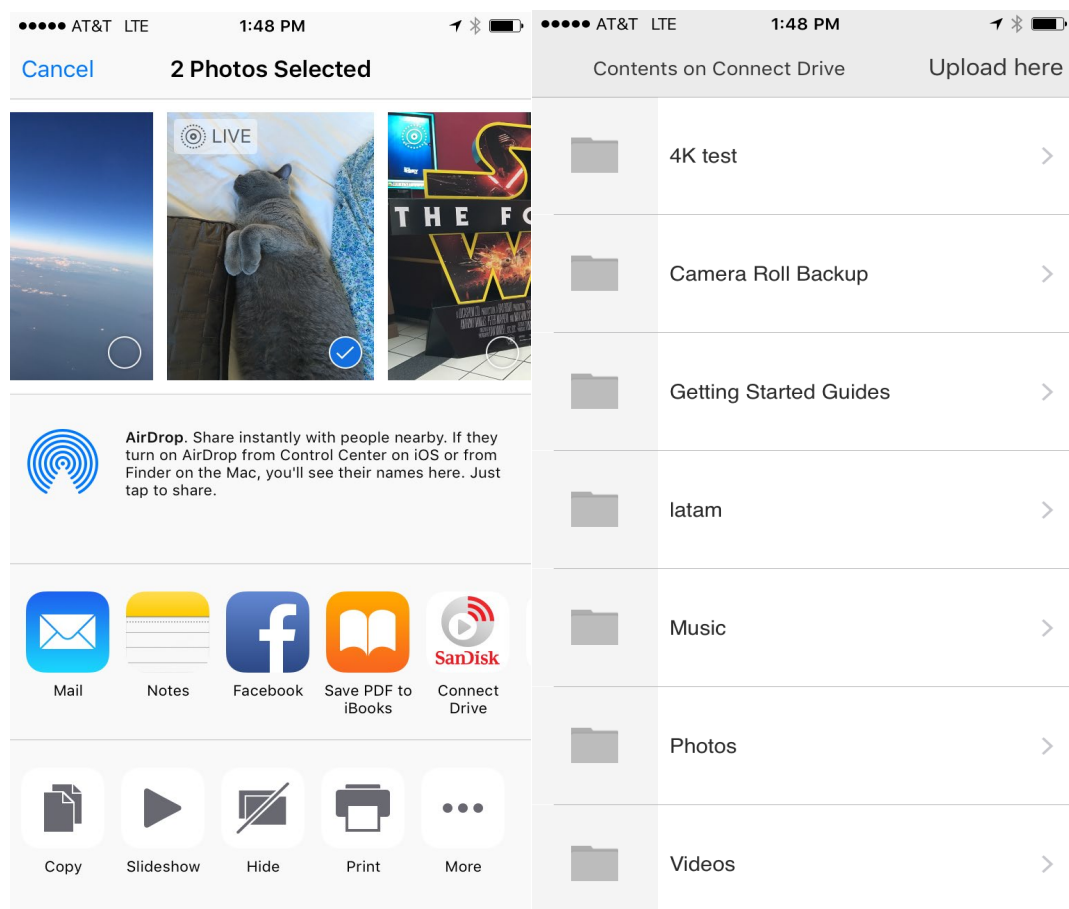 AT&T LTE
1:48 PM
Cancel
2 Photos Selected
LIVE
THE FO
AirDrop. Share instantly with people nearby. If they
turn on AirDrop from Control Center on iOS or from
Finder on the Mac, you'll see their names here. Just
tap to share.
SanDisk
Mail
Notes
Facebook
Save PDF to
iBooks
Connect
Drive
Copy
Slideshow
Hide
Print
More
AT&T LTE
1:48 PM
Contents on Connect Drive
Upload here
4K test
Camera Roll Backup
Getting Started Guides
latam
Music
Photos
Videos